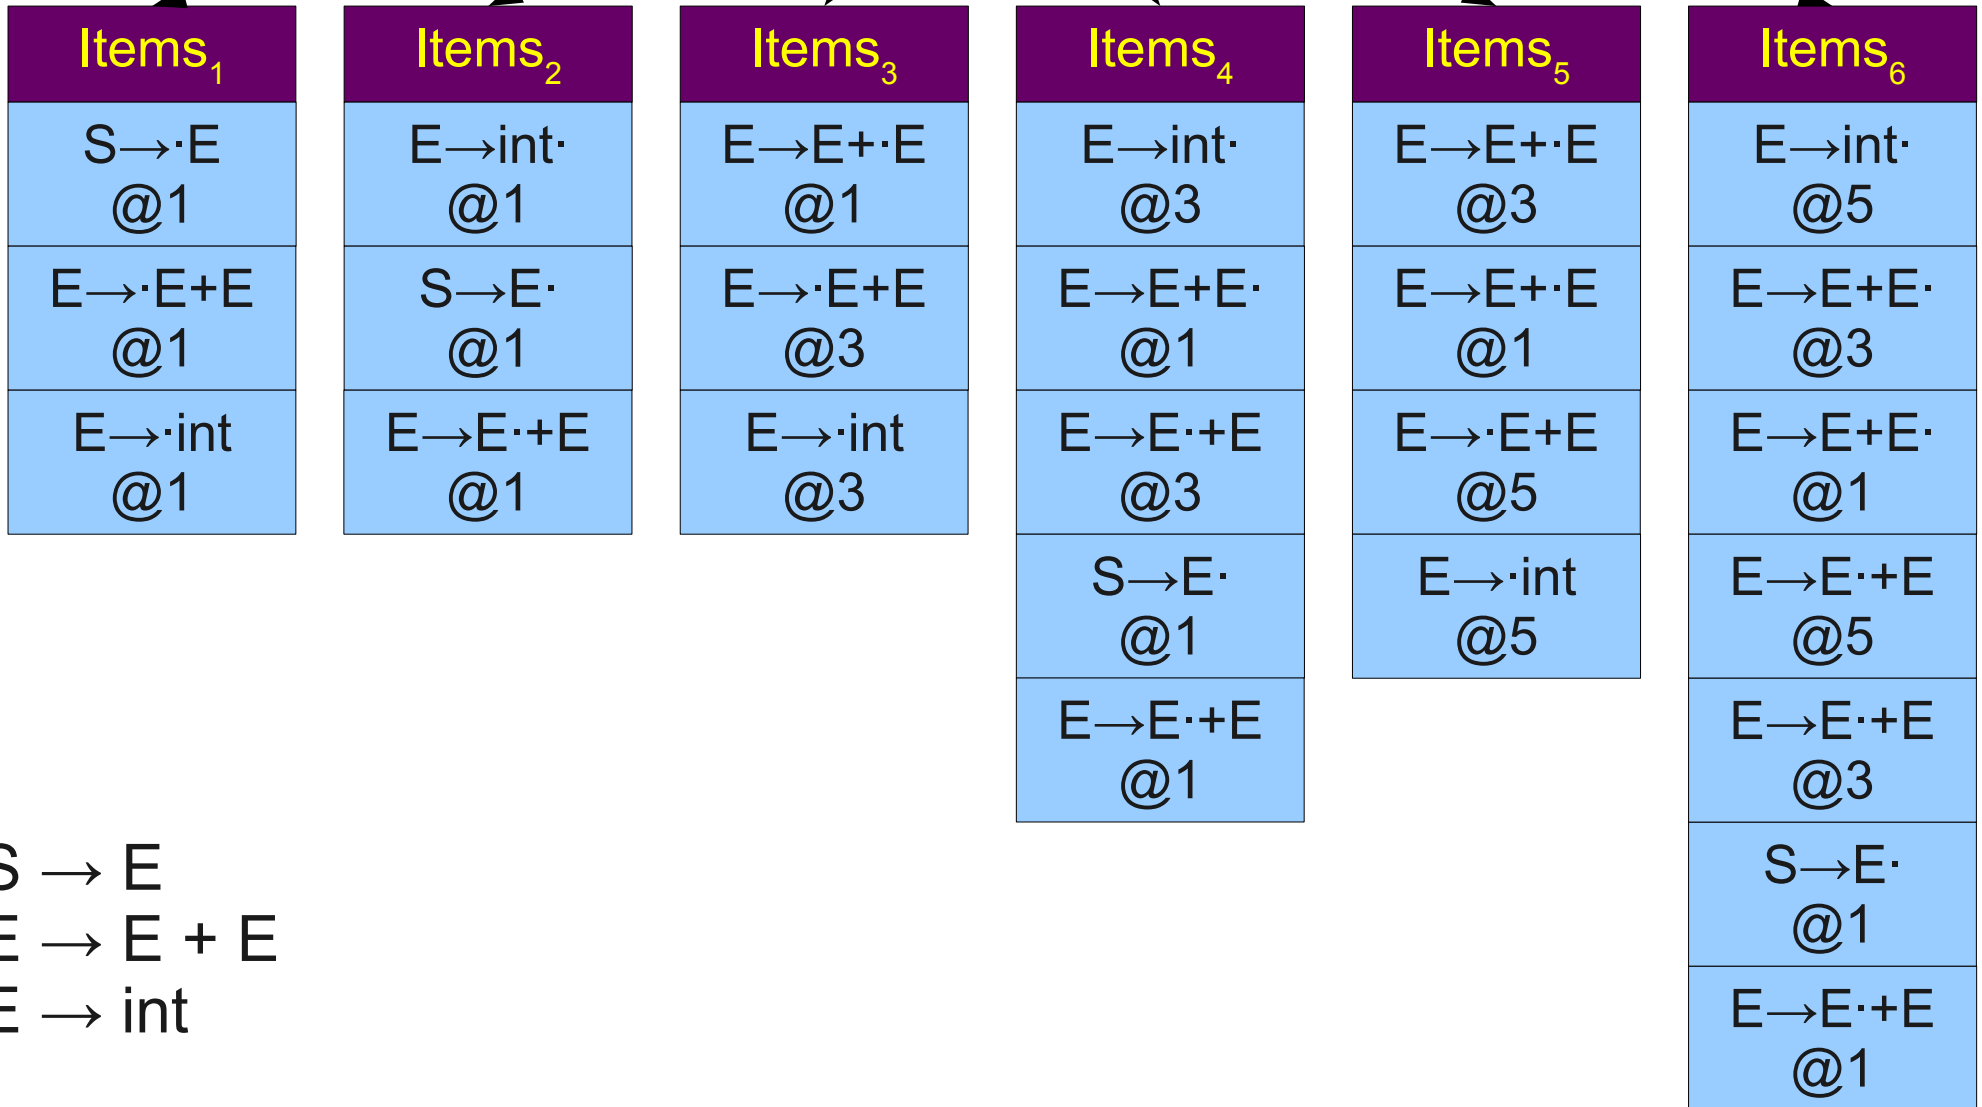 Items₁
S→·E
@1
E→·E+E
@1
E→·int
@1
Items₂
E→int·
@1
S→E·
@1
E→E·+E
@1
Items₃
E→E+·E
@1
E→·E+E
@3
E→·int
@3
Items₄
E→int·
@3
E→E+E·
@1
E→E·+E
@3
S→E·
@1
E→E·+E
@1
Items₅
E→E+·E
@3
E→E+·E
@1
E→·E+E
@5
E→·int
@5
Items₆
E→int·
@5
E→E+E·
@3
E→E+E·
@1
E→E·+E
@5
E→E·+E
@3
S→E·
@1
E→E·+E
@1
S → E
E → E + E
E → int